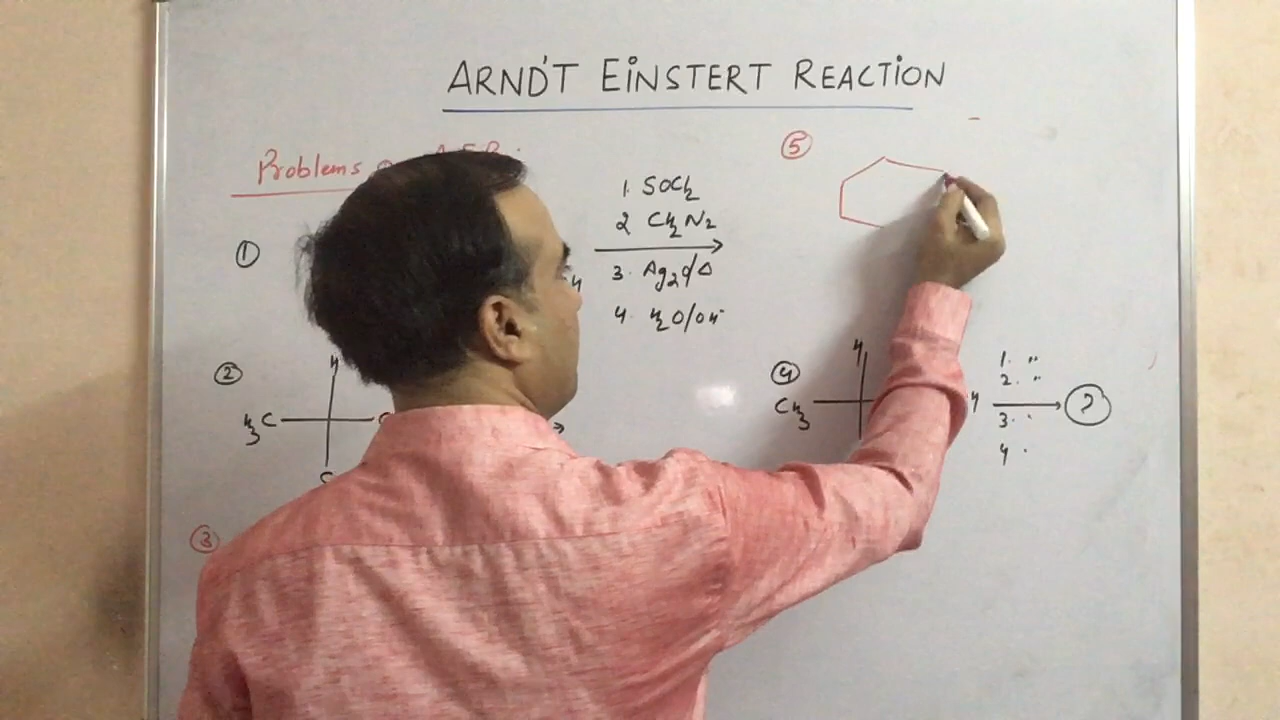 ARND'T EINSTERT REACTION
Problems
①
1. SOCl2
2 CH2N2
3. Ag2O/Δ
4. H2O/OH-
②
H
H3C
C
③
④
H
CH3
H
1. "
2. "
3. "
4 .
?
⑤